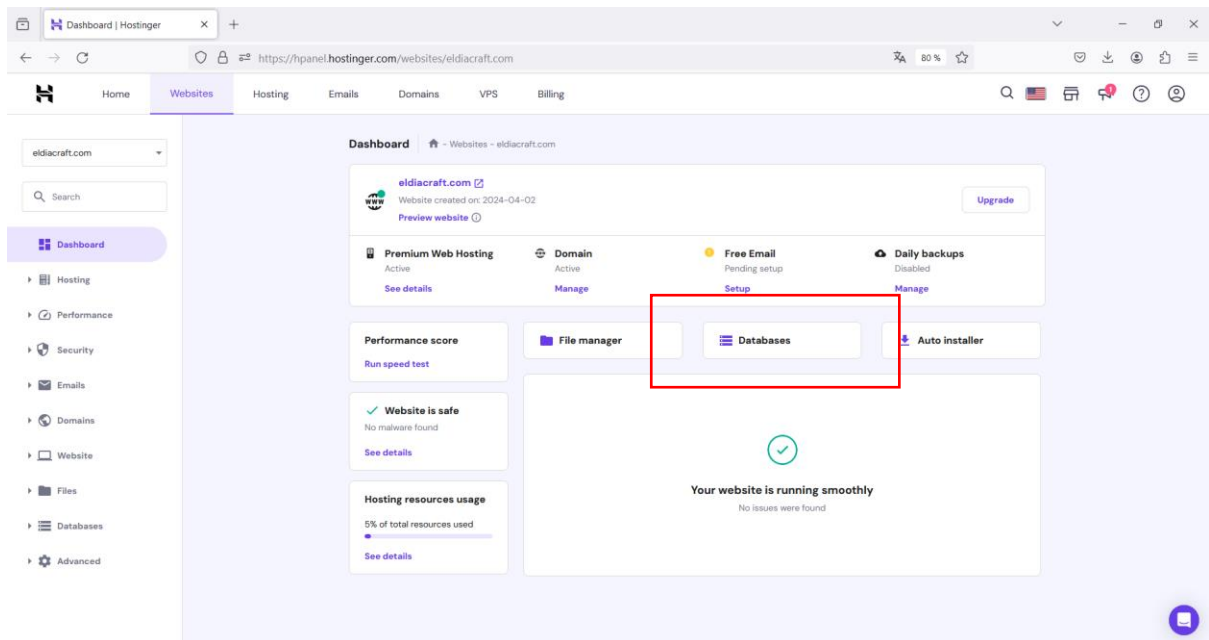 Dashboard | Hostinger
https://hpanel.hostinger.com/websites/eldiacraft.com
80%
Home Websites Hosting Emails Domains VPS Billing
1
eldiacraft.com
Search
Dashboard
Hosting
Performance
Security
Emails
Domains
Website
Files
Databases
Advanced
Dashboard - Websites - eldiacraft.com
www
eldiacraft.com
Website created on: 2024-04-02
Preview website
Upgrade
Premium Web Hosting
Active
See details
Domain
Active
Manage
Free Email
Pending setup
Setup
Daily backups
Disabled
Manage
Performance score
Run speed test
File manager
Databases
Auto installer
Website is safe
No malware found
See details
Hosting resources usage
5% of total resources used
See details
Your website is running smoothly
No issues were found